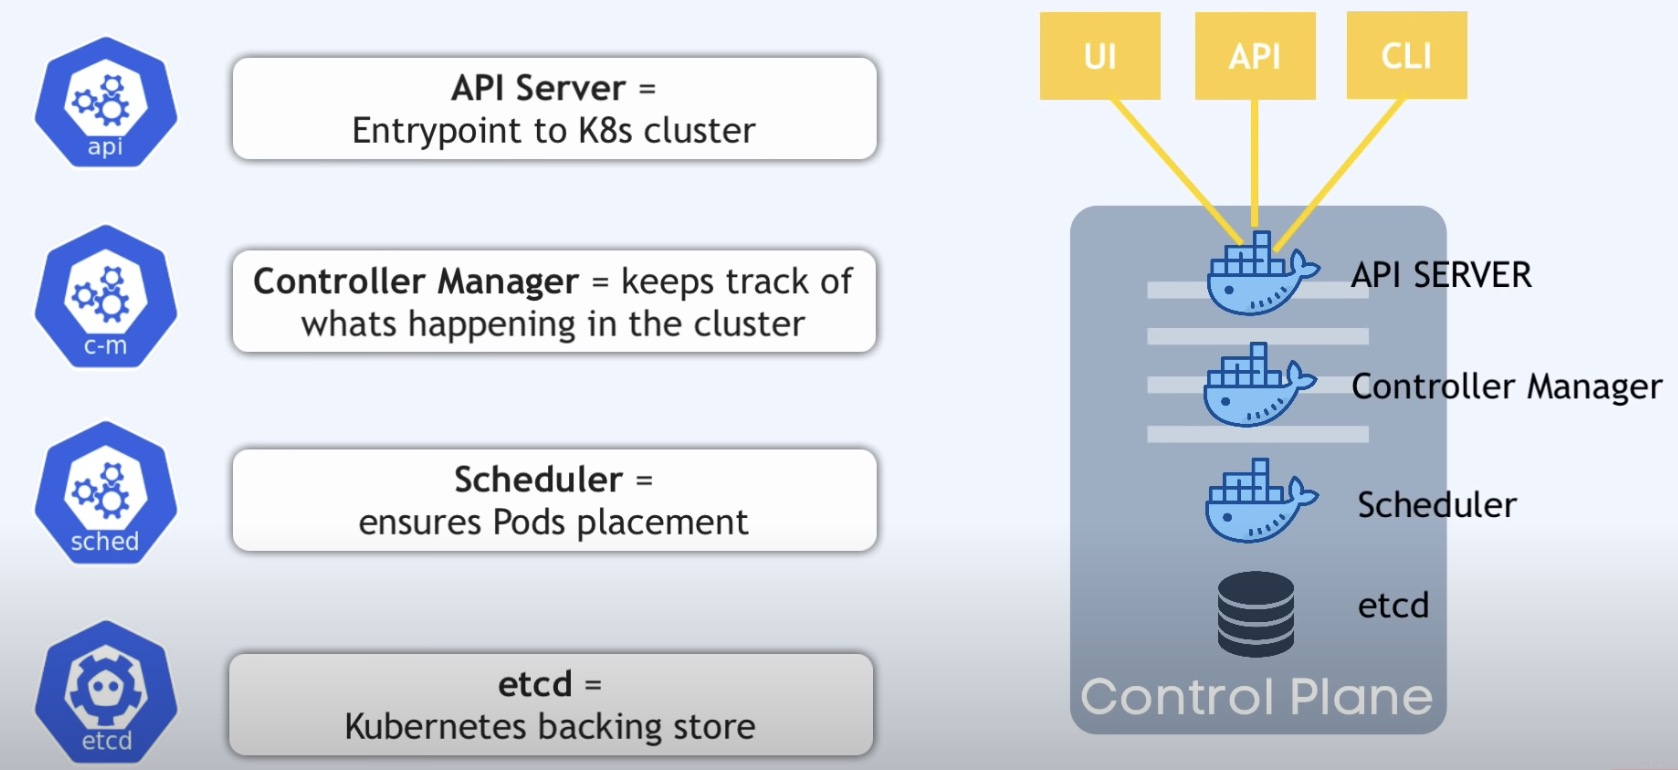 api
API Server =
Entrypoint to K8s cluster
c-m
Controller Manager = keeps track of
whats happening in the cluster
sched
Scheduler =
ensures Pods placement
etcd
etcd =
Kubernetes backing store
UI
API
CLI
API SERVER
Controller Manager
Scheduler
etcd
Control Plane